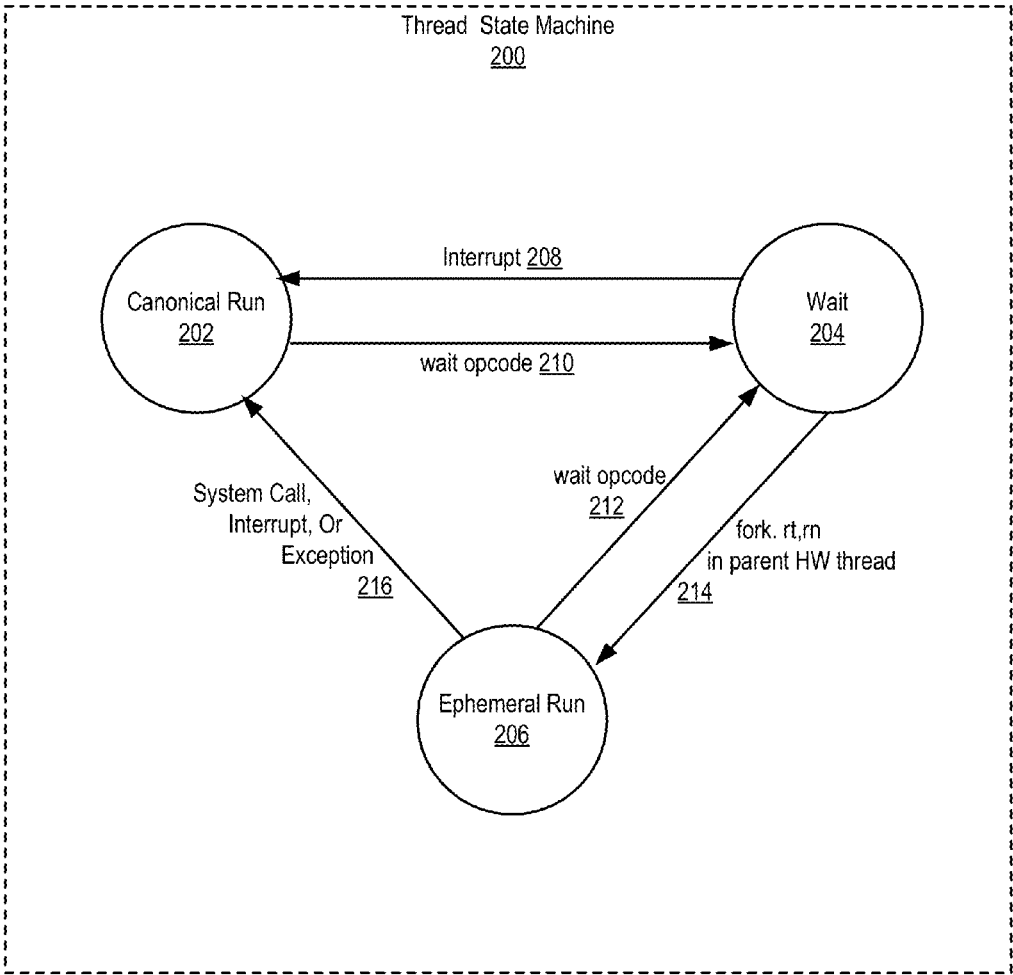 Thread State Machine
200
Interrupt 208
Canonical Run
202
Wait
204
wait opcode 210
wait opcode
212
System Call,
Interrupt, Or
Exception
216
fork. rt,rn
in parent HW thread
214
Ephemeral Run
206